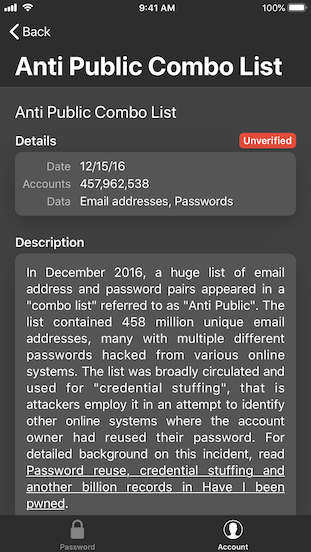 9:41 AM
100%
Back
Anti Public Combo List
Anti Public Combo List
Details
Unverified
Date 12/15/16
Accounts 457,962,538
Data Email addresses, Passwords
Description
In December 2016, a huge list of email
address and password pairs appeared in a
"combo list" referred to as "Anti Public". The
list contained 458 million unique email
addresses, many with multiple different
passwords hacked from various online
systems. The list was broadly circulated and
used for "credential stuffing", that is
attackers employ it in an attempt to identify
other online systems where the account
owner had reused their password. For
detailed background on this incident, read
Password reuse, credential stuffing and
another billion records in Have I been
pwned.
Password
Account